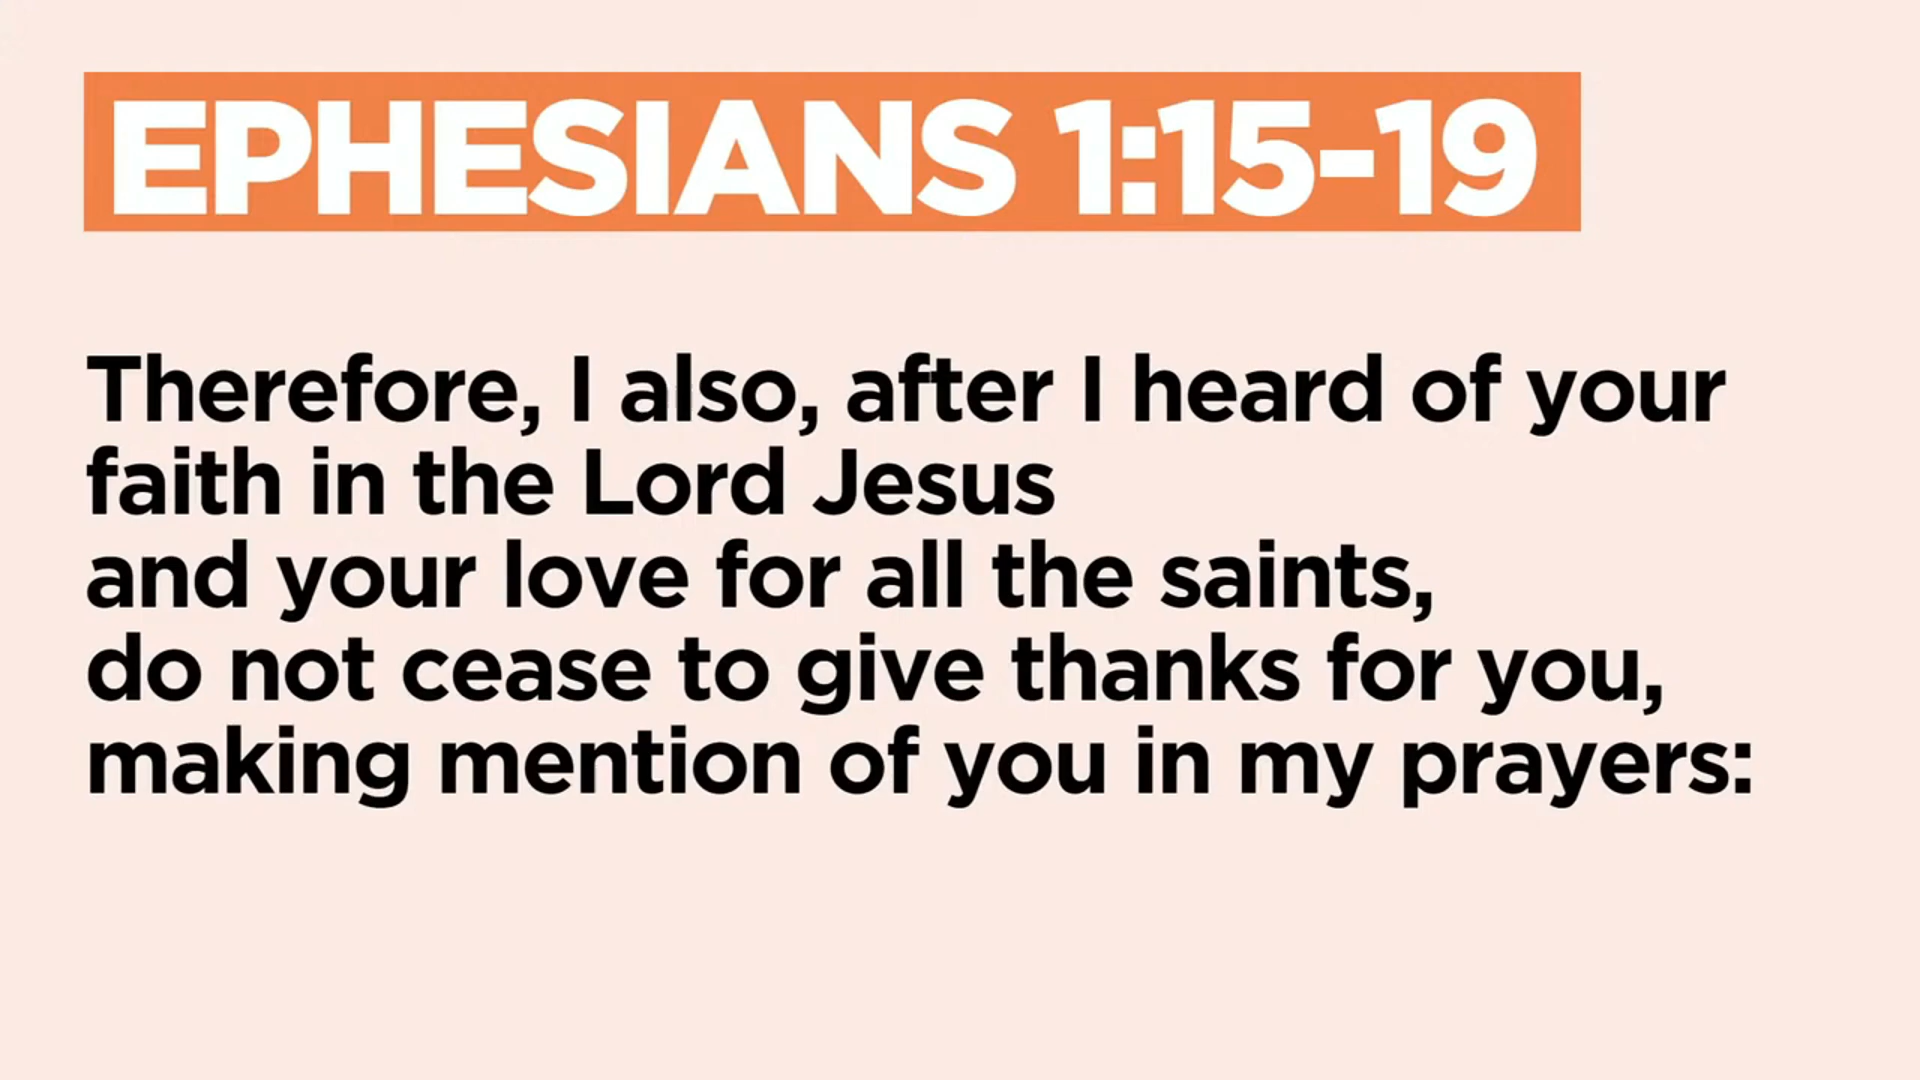 EPHESIANS 1:15-19
Therefore, I also, after I heard of your
faith in the Lord Jesus
and your love for all the saints,
do not cease to give thanks for you,
making mention of you in my prayers: